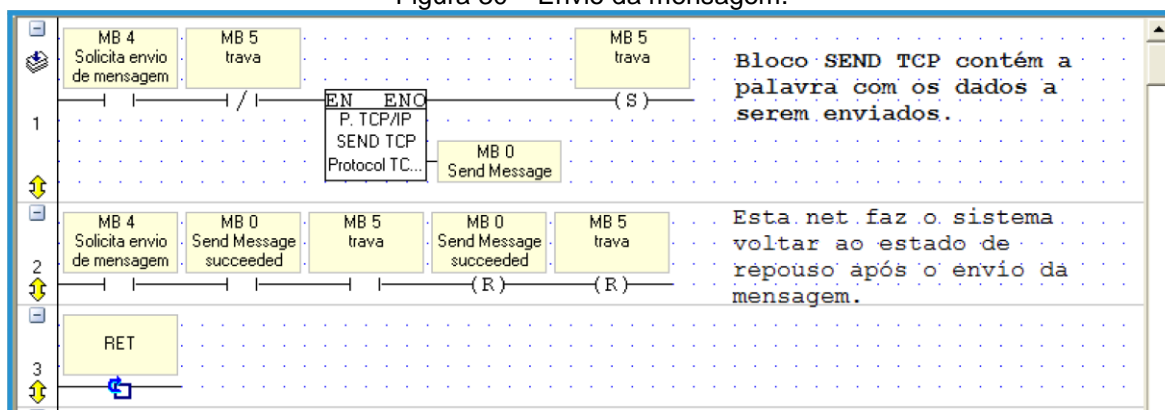 Figura 30 – Envio da mensagem.
MB 4
Solicita envio
de mensagem
MB 5
trava
MB 5
trava
EN ENO
P. TCP/IP
SEND TCP
Protocol TC...
MB 0
Send Message
Bloco SEND TCP contém a
palavra com os dados a
serem enviados.
1
MB 4
Solicita envio
de mensagem
MB 0
Send Message
succeeded
MB 5
trava
MB 0
Send Message
succeeded
MB 5
trava
(S)
(R)
(R)
Esta net faz o sistema
voltar ao estado de
repouso após o envio da
mensagem.
2
RET
3